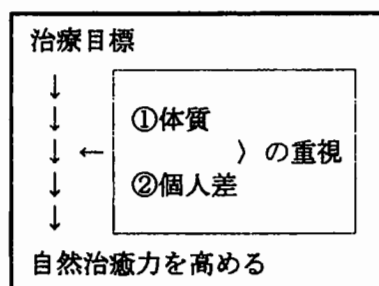 治療目標
↓
↓ ①体質
↓ ← 〉の重視
↓ ②個人差
↓
自然治癒力を高める